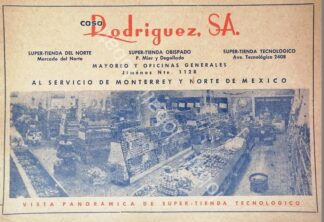 casa
Rodriguez, S.A.
SUPER-TIENDA DEL NORTE
Mercado del Norte
SUPER-TIENDA OBISPADO
P. Mier y Degollado
SUPER-TIENDA TECNOLOGICO
Ave. Tecnológico 2408
MAYOREO Y OFICINAS GENERALES
Jiménez Nte. 1128
AL SERVICIO DE MONTERREY Y NORTE DE MEXICO
VISTA PANORAMICA DE SUPER-TIENDA TECNOLOGICO